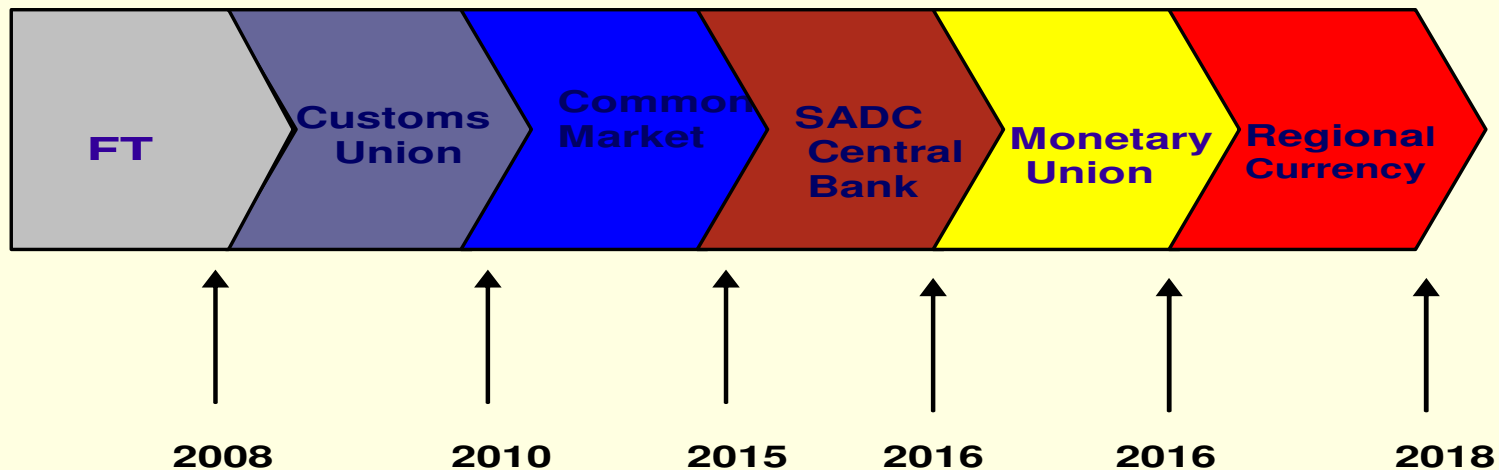 FT
Customs
Union
Common
Market
SADC
Central
Bank
Monetary
Union
Regional
Currency
2008
2010
2015
2016
2016
2018